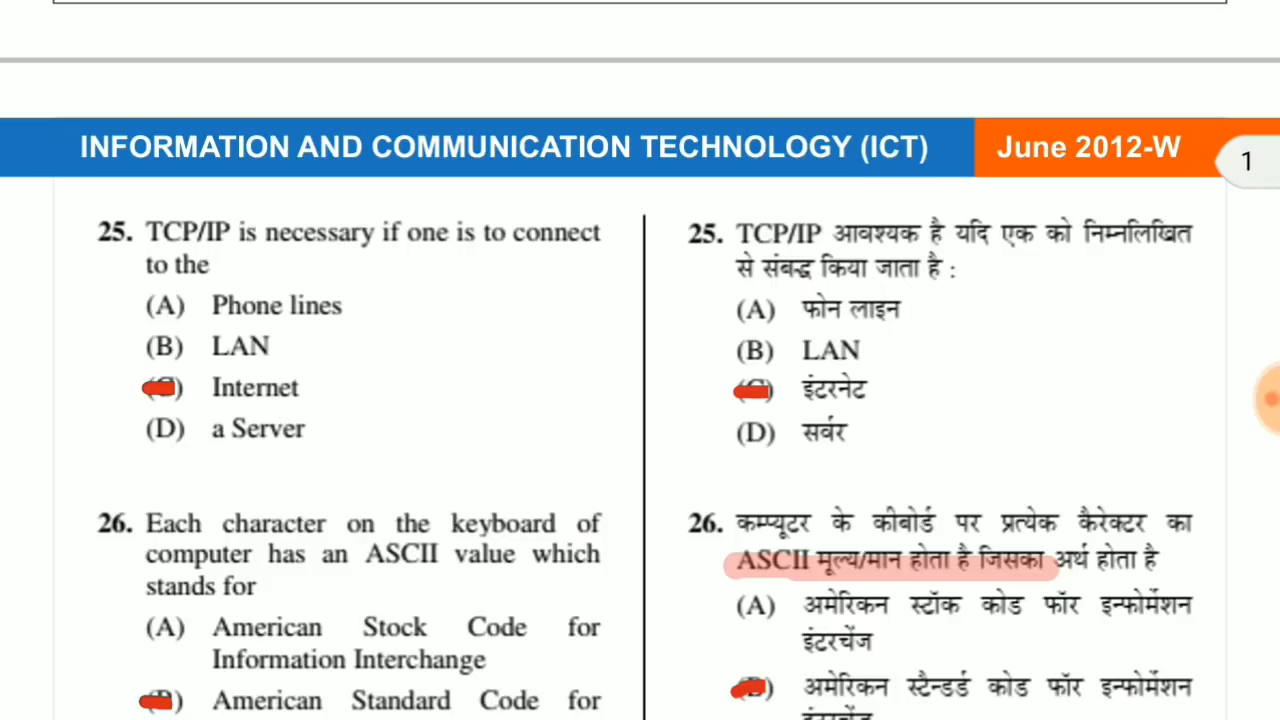 INFORMATION AND COMMUNICATION TECHNOLOGY (ICT) June 2012-W
1
25. TCP/IP is necessary if one is to connect
to the
(A) Phone lines
(B) LAN
Internet
(D) a Server
26. Each character on the keyboard of
computer has an ASCII value which
stands for
(A) American Stock Code for
Information Interchange
American Standard Code for
25. TCP/IP आवश्यक है यदि एक को निम्नलिखित
से संबद्ध किया जाता है :
(A) फोन लाइन
(B) LAN
इंटरनेट
(D) सर्वर
26. कम्प्यूटर के कीबोर्ड पर प्रत्येक कैरेक्टर का
ASCII मूल्य/मान होता है जिसका अर्थ होता है
(A) अमेरिकन स्टॉक कोड फॉर इन्फोर्मेशन
इंटरचेंज
अमेरिकन स्टैन्डर्ड कोड फॉर इन्फोर्मेशन